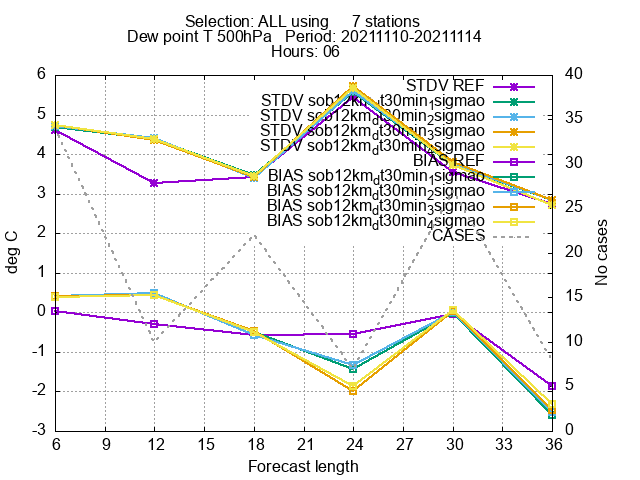 Selection: ALL using 7 stations
Dew point T 500hPa Period: 20211110-20211114
Hours: 06
STDV REF
STDV sob12km_dt30min_1sigmao
STDV sob12km_dt30min_2sigmao
STDV sob12km_dt30min_3sigmao
STDV sob12km_dt30min_4sigmao
BIAS REF
BIAS sob12km_dt30min_1sigmao
BIAS sob12km_dt30min_2sigmao
BIAS sob12km_dt30min_3sigmao
BIAS sob12km_dt30min_4sigmao
CASES
deg C
6
5
4
3
2
1
0
-1
-2
-3
No cases
40
35
30
25
20
15
10
5
0
6 9 12 15 18 21 24 27 30 33 36
Forecast length